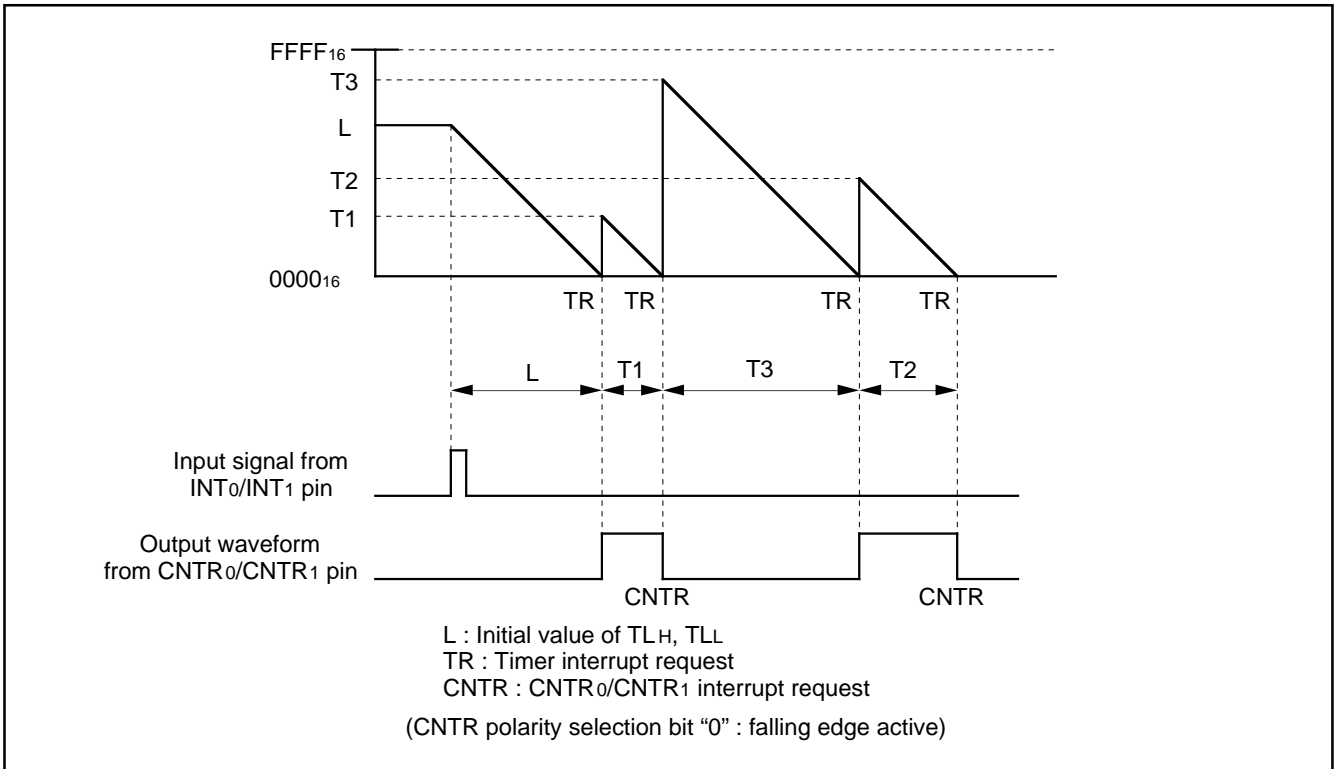 FFFF16
T3
L
T2
T1
000016
TR TR TR TR
L T1 T3 T2
Input signal from
INT0/INT1 pin
Output waveform
from CNTR0/CNTR1 pin
CNTR CNTR
L : Initial value of TLH, TLL
TR : Timer interrupt request
CNTR : CNTR0/CNTR1 interrupt request
(CNTR polarity selection bit “0” : falling edge active)